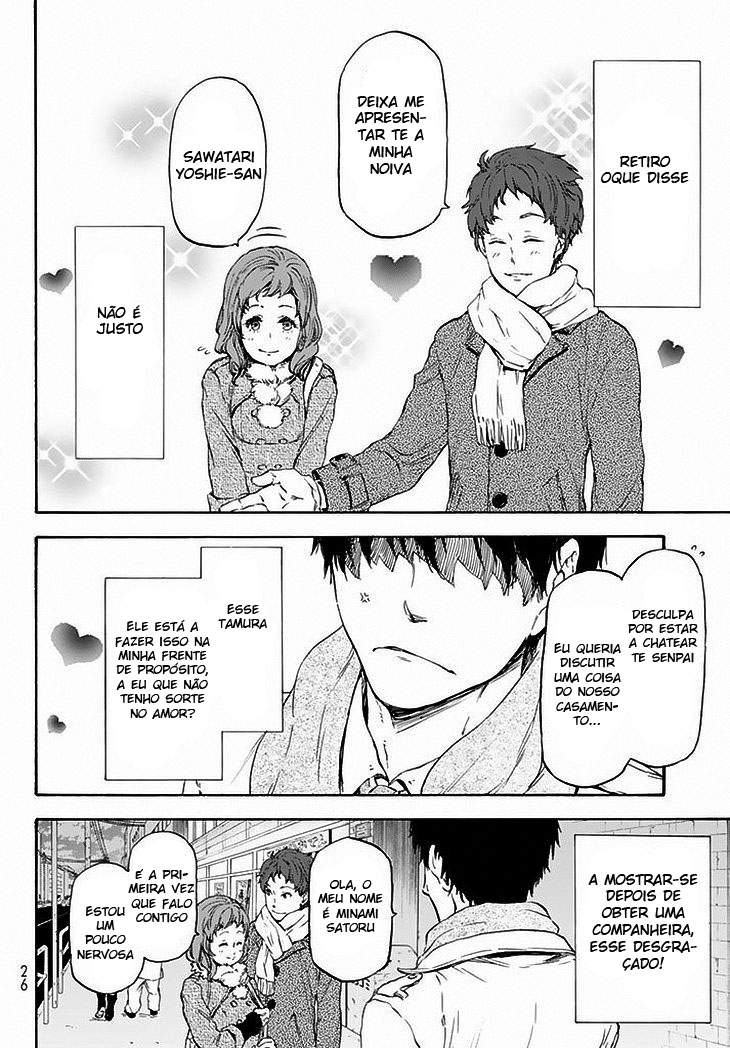 RETIRO
OQUE DISSE
DEIXA ME
APRESEN-
TAR TE A
MINHA
NOIVA
SAWATARI
YOSHIE-SAN
NÃO É
JUSTO
DESCULPA
POR ESTAR
A CHATEAR
TE SENPAI
EU QUERIA
DISCUTIR
UMA COISA
DO NOSSO
CASAMEN-
TO...
ESSE
TAMURA
ELE ESTÁ A
FAZER ISSO NA
MINHA FRENTE
DE PROPÓSITO,
A EU QUE NÃO
TENHO SORTE
NO AMOR?
A MOSTRAR-SE
DEPOIS DE
OBTER UMA
COMPANHEIRA,
ESSE DESGRA-
ÇADO!
OLA, O
MEU NOME
É MINAMI
SATORU
E A PRI-
MEIRA VEZ
QUE FALO
CONTIGO
ESTOU
UM
POUCO
NERVOSA
26